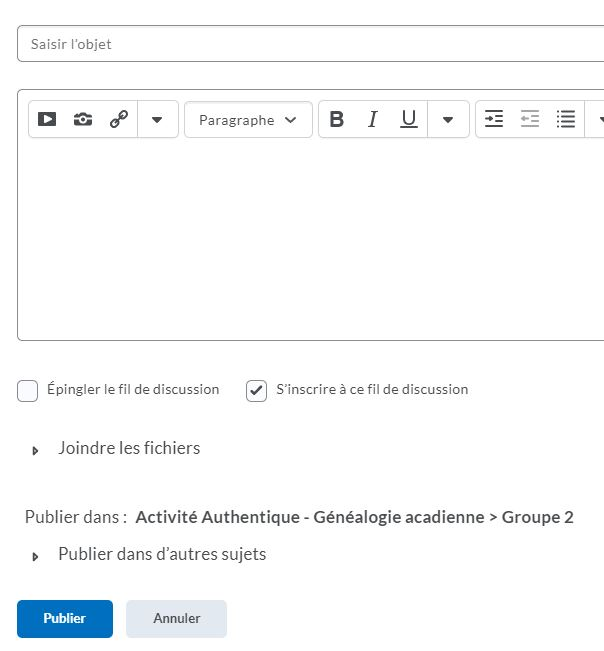 Saisir l'objet
Paragraphe B I U
Épingler le fil de discussion S'inscrire à ce fil de discussion
Joindre les fichiers
Publier dans : Activité Authentique - Généalogie acadienne > Groupe 2
Publier dans d'autres sujets
Publier Annuler